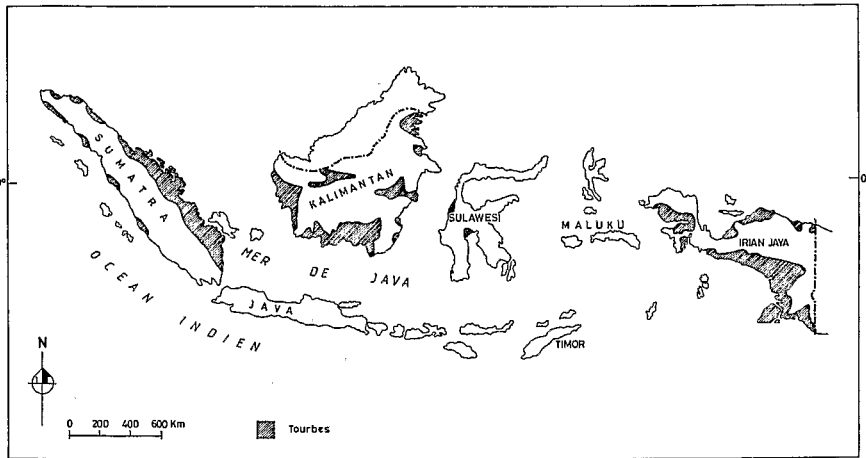 SUMATRA
KALIMANTAN
SULAWESI
MALUKU
IRIAN JAYA
MER DE JAVA
OCEAN INDIEN
JAVA
TIMOR
0
N
0 200 400 600 Km
Tourbes